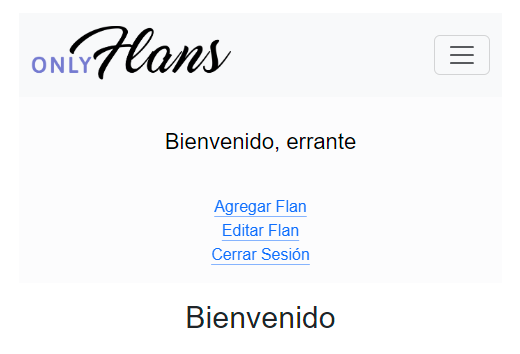 ONLY Flans
Bienvenido, errante
Agregar Flan
Editar Flan
Cerrar Sesión
Bienvenido